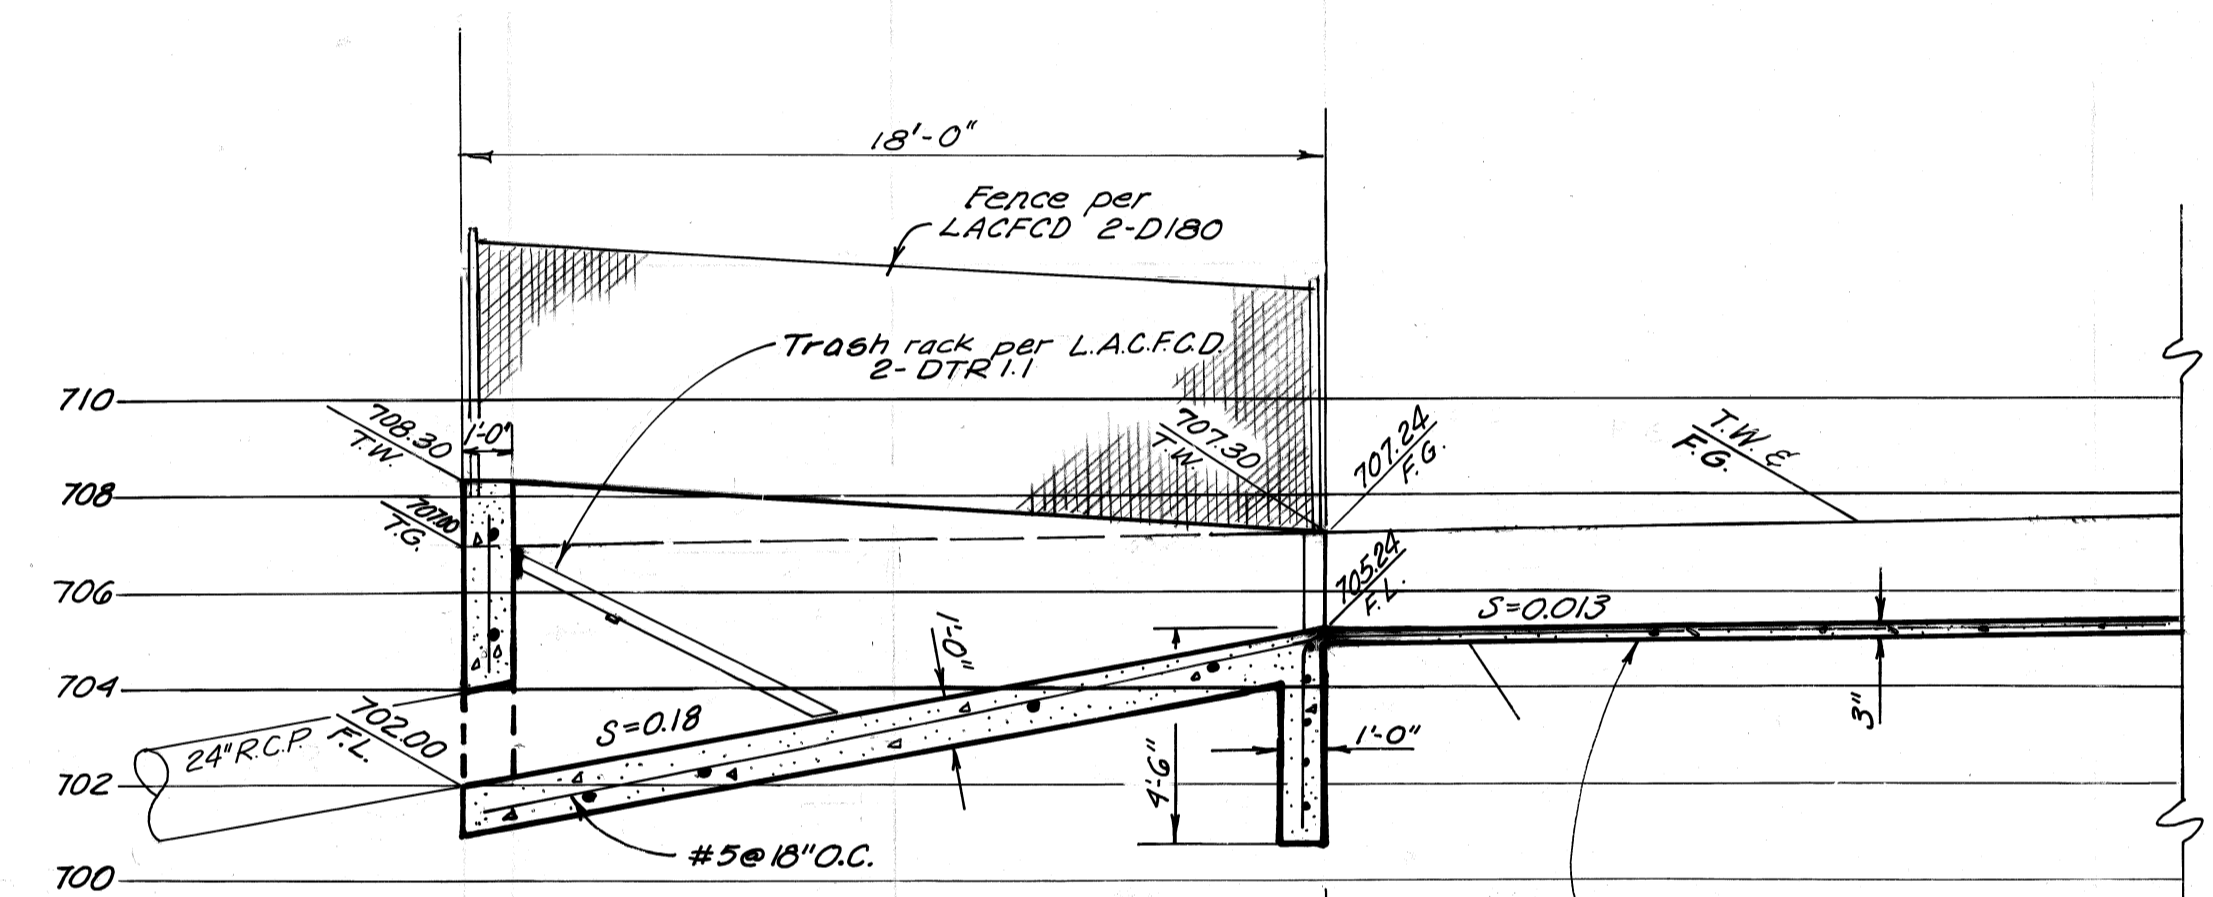 18'-0"
Fence per
LACFCD 2-D180
Trash rack per L.A.C.F.C.D.
2-DTR1.1
710
708.30
T.W.
1'-0"
707.30
T.W.
707.24
F.G.
T.W. &
F.G.
708
707.00
T.G.
706
705.24
F.L.
S=0.013
1'-0"
704
702.00
F.L.
S=0.18
3"
24" R.C.P.
1'-0"
4'-6"
702
#5@18"O.C.
700